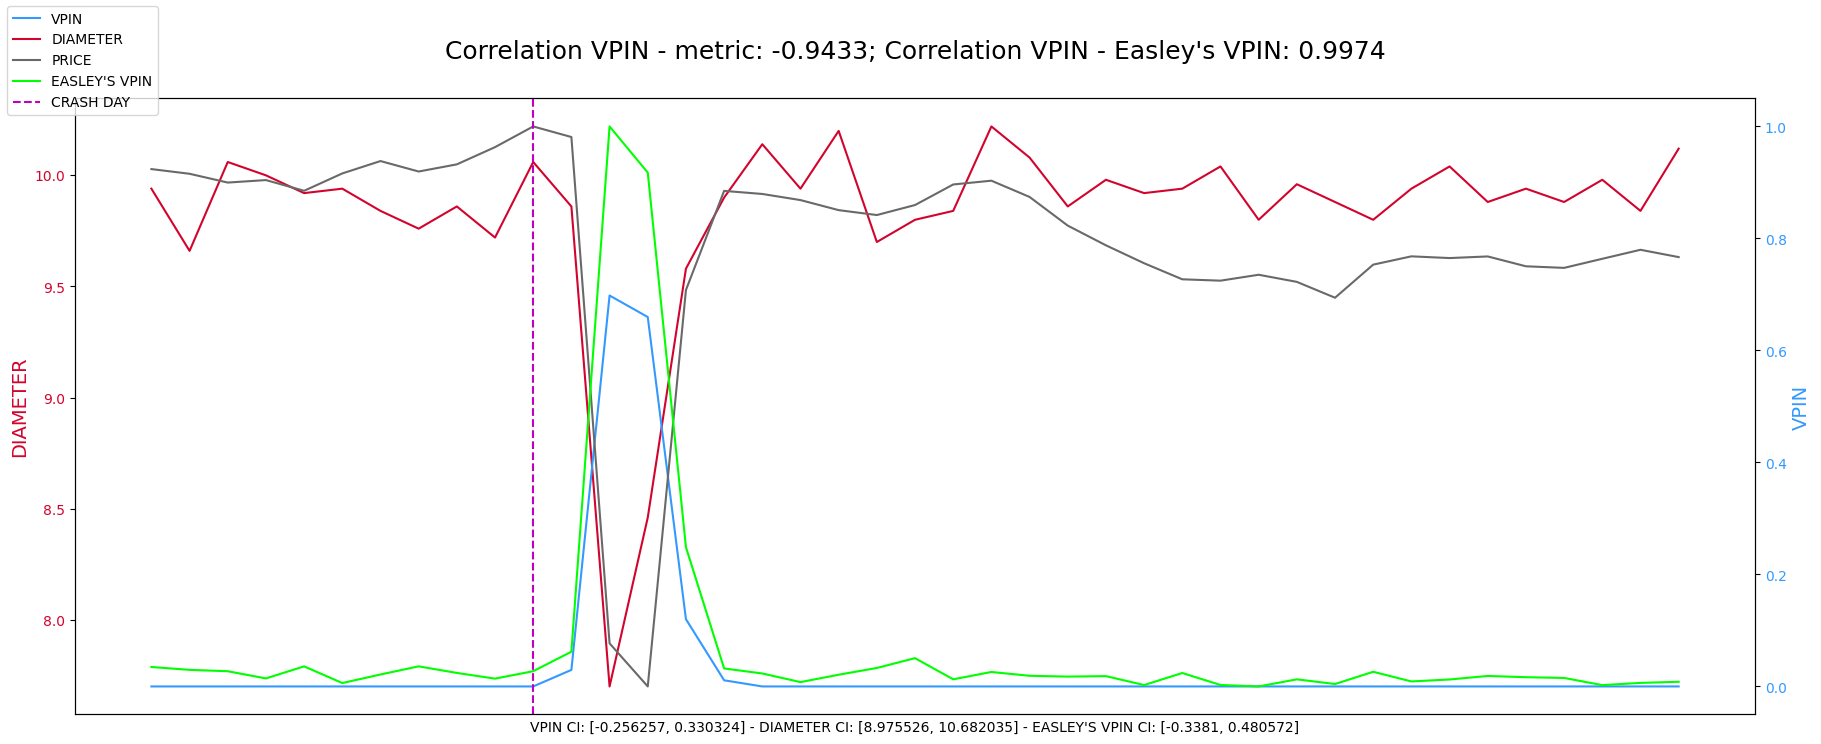 VPIN
DIAMETER
PRICE
EASLEY'S VPIN
CRASH DAY
Correlation VPIN - metric: -0.9433; Correlation VPIN - Easley's VPIN: 0.9974
DIAMETER
10.0
9.5
9.0
8.5
8.0
1.0
0.8
0.6
0.4
0.2
0.0
VPIN
VPIN CI: [-0.256257, 0.330324] - DIAMETER CI: [8.975526, 10.682035] - EASLEY'S VPIN CI: [-0.3381, 0.480572]